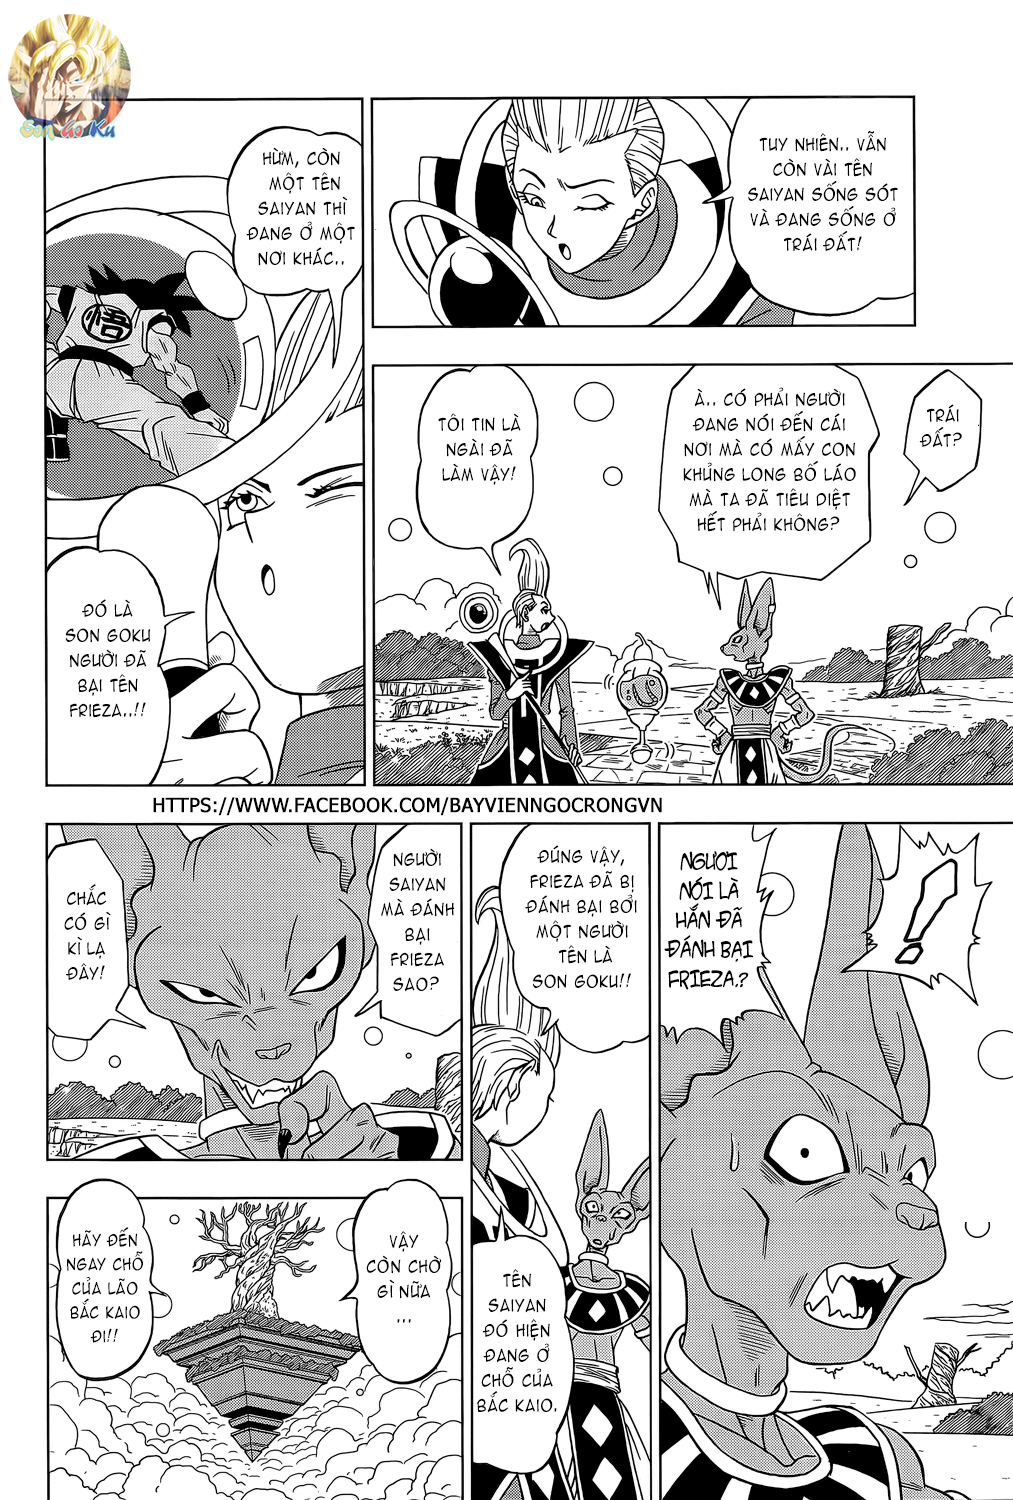 Son Go Ku
TUY NHIÊN.. VẪN
CÒN VÀI TÊN
SAIYAN SỐNG SÓT
VÀ ĐANG SỐNG Ở
TRÁI ĐẤT!
HỪM, CÒN
MỘT TÊN
SAIYAN THÌ
ĐANG Ở MỘT
NƠI KHÁC..
悟
ĐÓ LÀ
SON GOKU
NGƯỜI ĐÃ
BẠI TÊN
FRIEZA..!!
TRÁI
ĐẤT?
À.. CÓ PHẢI NGƯỜI
ĐANG NÓI ĐẾN CÁI
NƠI MÀ CÓ MẤY CON
KHỦNG LONG BỐ LÁO
MÀ TA ĐÃ TIÊU DIỆT
HẾT PHẢI KHÔNG?
TÔI TIN LÀ
NGÀI ĐÃ
LÀM VẬY!
HTTPS://WWW.FACEBOOK.COM/BAYVIENNGOCRONGVN
!
NGƯƠI
NÓI LÀ
HẮN ĐÃ
ĐÁNH BẠI
FRIEZA.?
ĐÚNG VẬY,
FRIEZA ĐÃ BỊ
ĐÁNH BẠI BỞI
MỘT NGƯỜI
TÊN LÀ
SON GOKU!!
TÊN
SAIYAN
ĐÓ HIỆN
ĐANG Ở
CHỖ CỦA
BẮC KAIO.
NGƯỜI
SAIYAN
MÀ ĐÁNH
BẠI
FRIEZA
SAO?
CHẮC
CÓ GÌ
KÌ LẠ
ĐÂY!
VẬY
CÒN CHỜ
GÌ NỮA
...
HÃY ĐẾN
NGAY CHỖ
CỦA LÃO
BẮC KAIO
ĐI!!